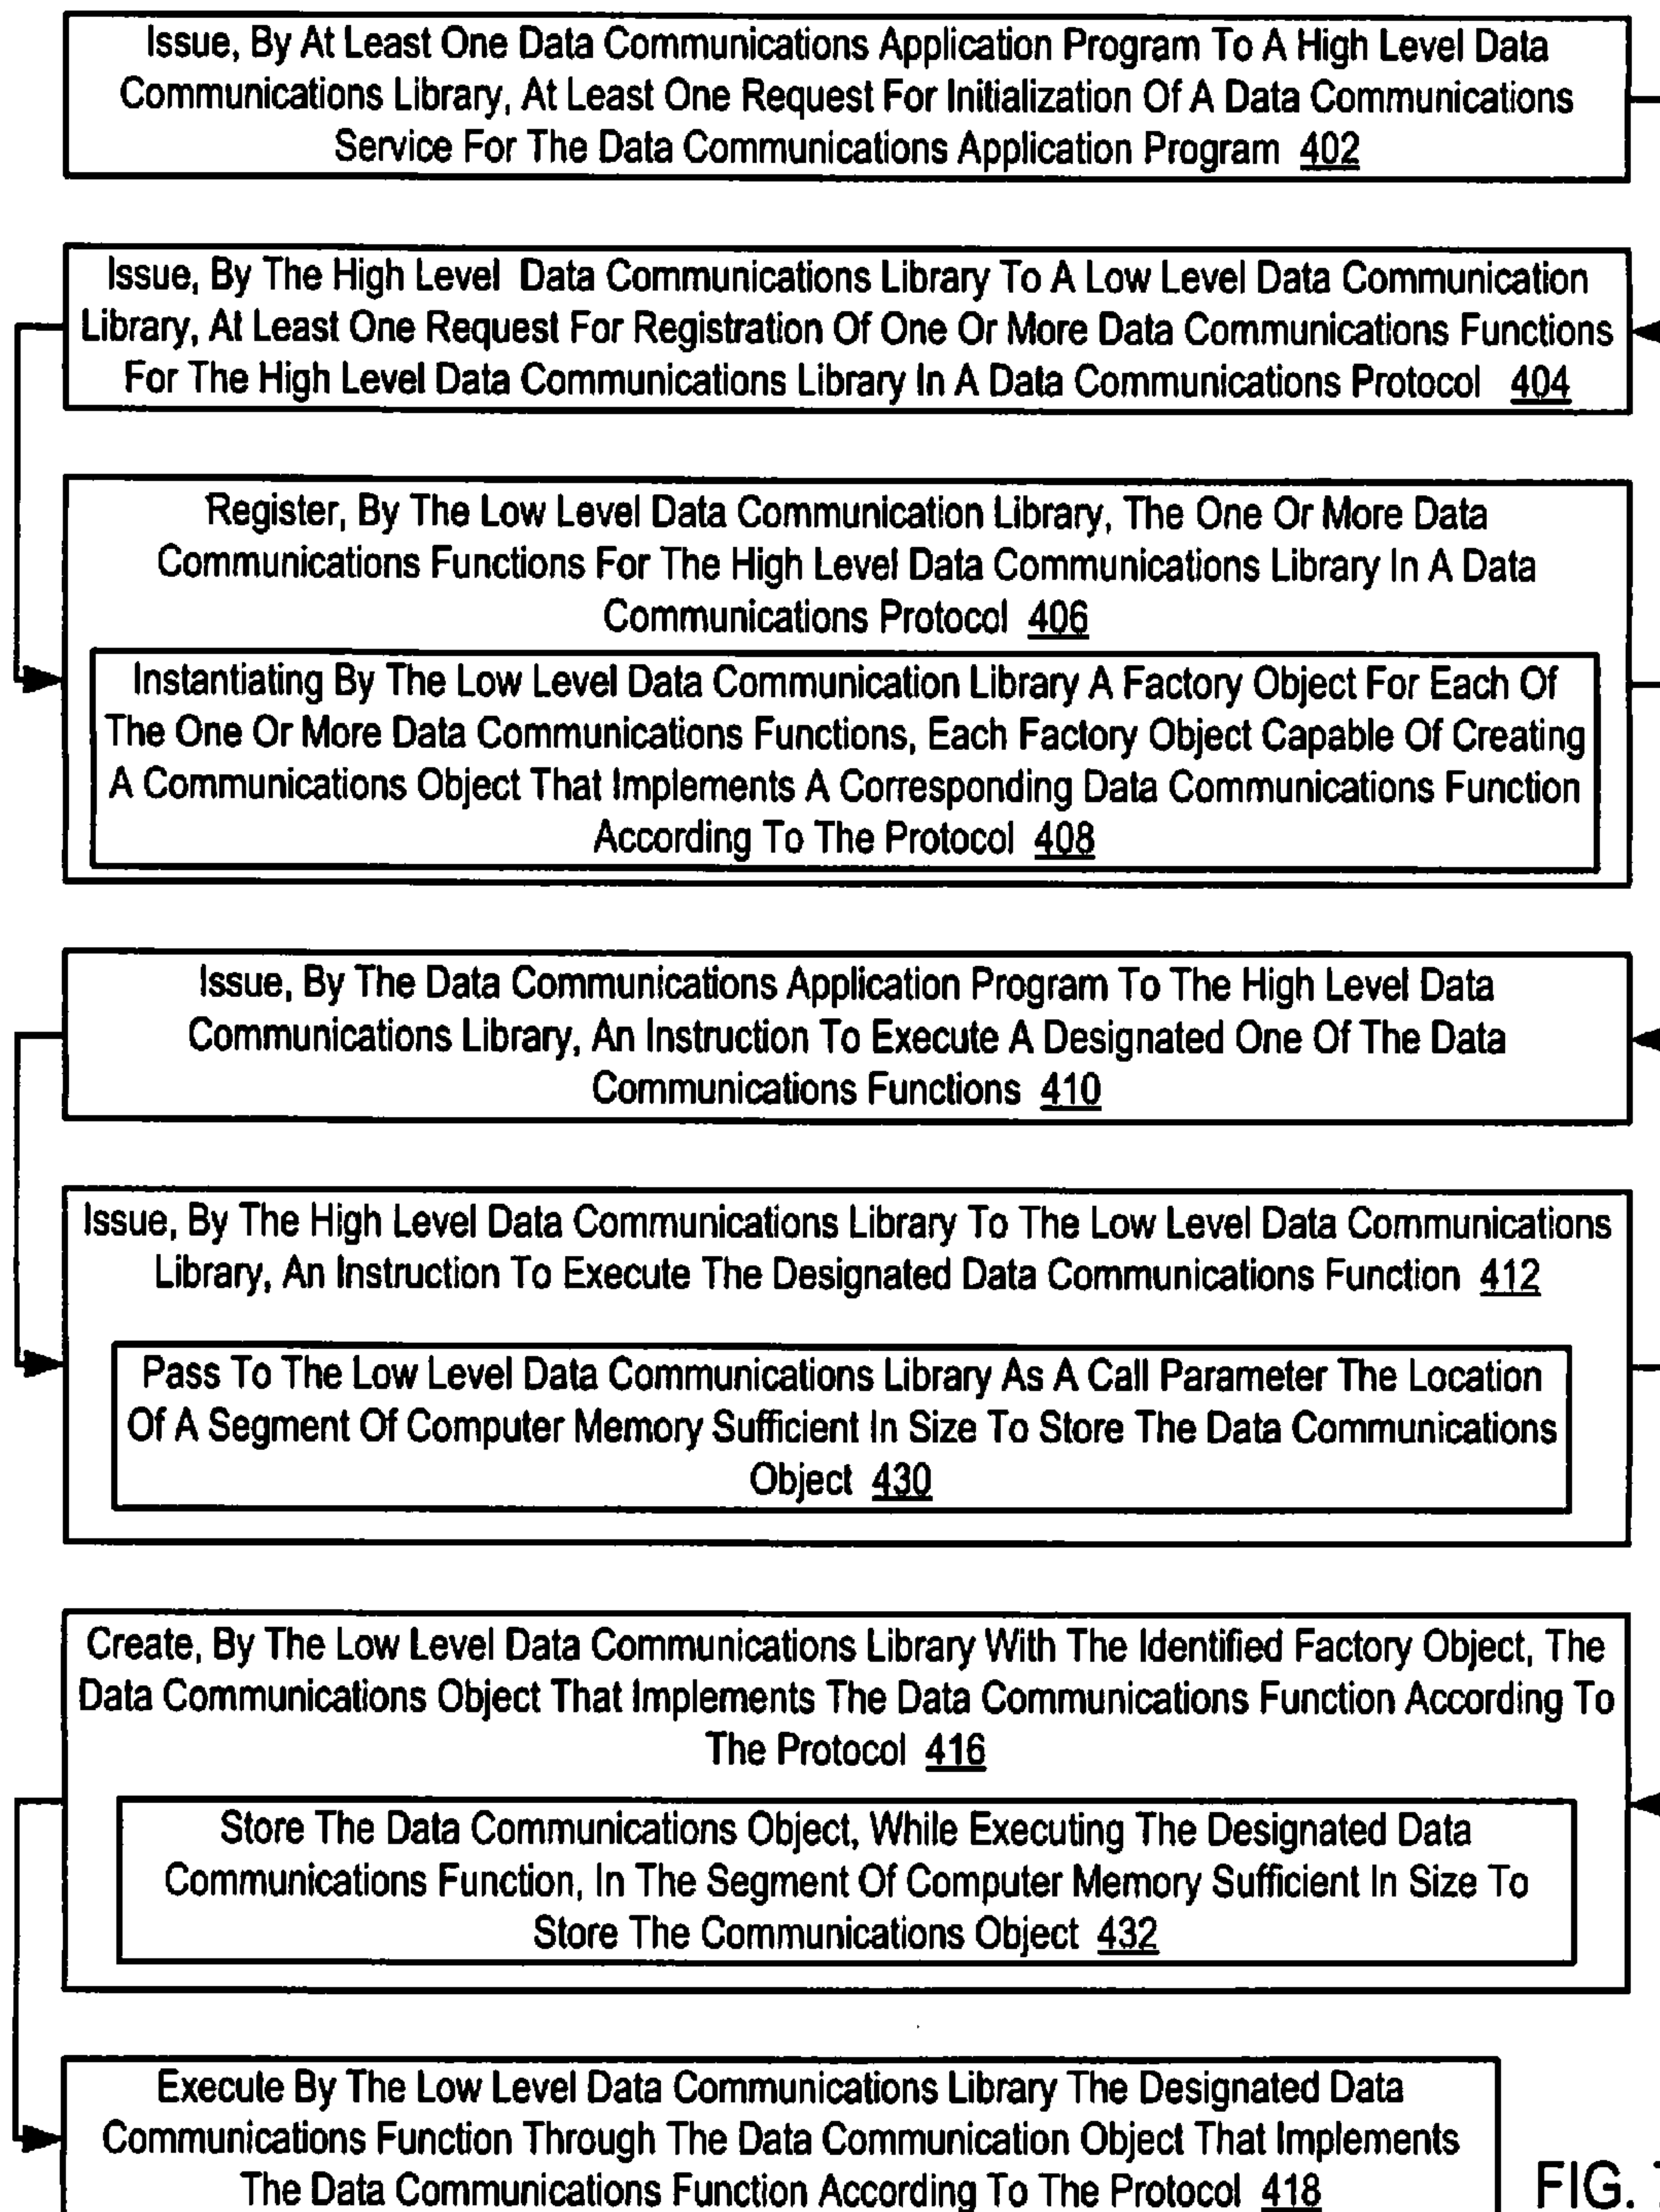 Issue, By At Least One Data Communications Application Program To A High Level Data
Communications Library, At Least One Request For Initialization Of A Data Communications
Service For The Data Communications Application Program 402
Issue, By The High Level Data Communications Library To A Low Level Data Communication
Library, At Least One Request For Registration Of One Or More Data Communications Functions
For The High Level Data Communications Library In A Data Communications Protocol 404
Register, By The Low Level Data Communication Library, The One Or More Data
Communications Functions For The High Level Data Communications Library In A Data
Communications Protocol 406
Instantiating By The Low Level Data Communication Library A Factory Object For Each Of
The One Or More Data Communications Functions, Each Factory Object Capable Of Creating
A Communications Object That Implements A Corresponding Data Communications Function
According To The Protocol 408
Issue, By The Data Communications Application Program To The High Level Data
Communications Library, An Instruction To Execute A Designated One Of The Data
Communications Functions 410
Issue, By The High Level Data Communications Library To The Low Level Data Communications
Library, An Instruction To Execute The Designated Data Communications Function 412
Pass To The Low Level Data Communications Library As A Call Parameter The Location
Of A Segment Of Computer Memory Sufficient In Size To Store The Data Communications
Object 430
Create, By The Low Level Data Communications Library With The Identified Factory Object, The
Data Communications Object That Implements The Data Communications Function According To
The Protocol 416
Store The Data Communications Object, While Executing The Designated Data
Communications Function, In The Segment Of Computer Memory Sufficient In Size To
Store The Communications Object 432
Execute By The Low Level Data Communications Library The Designated Data
Communications Function Through The Data Communication Object That Implements
The Data Communications Function According To The Protocol 418
FIG.